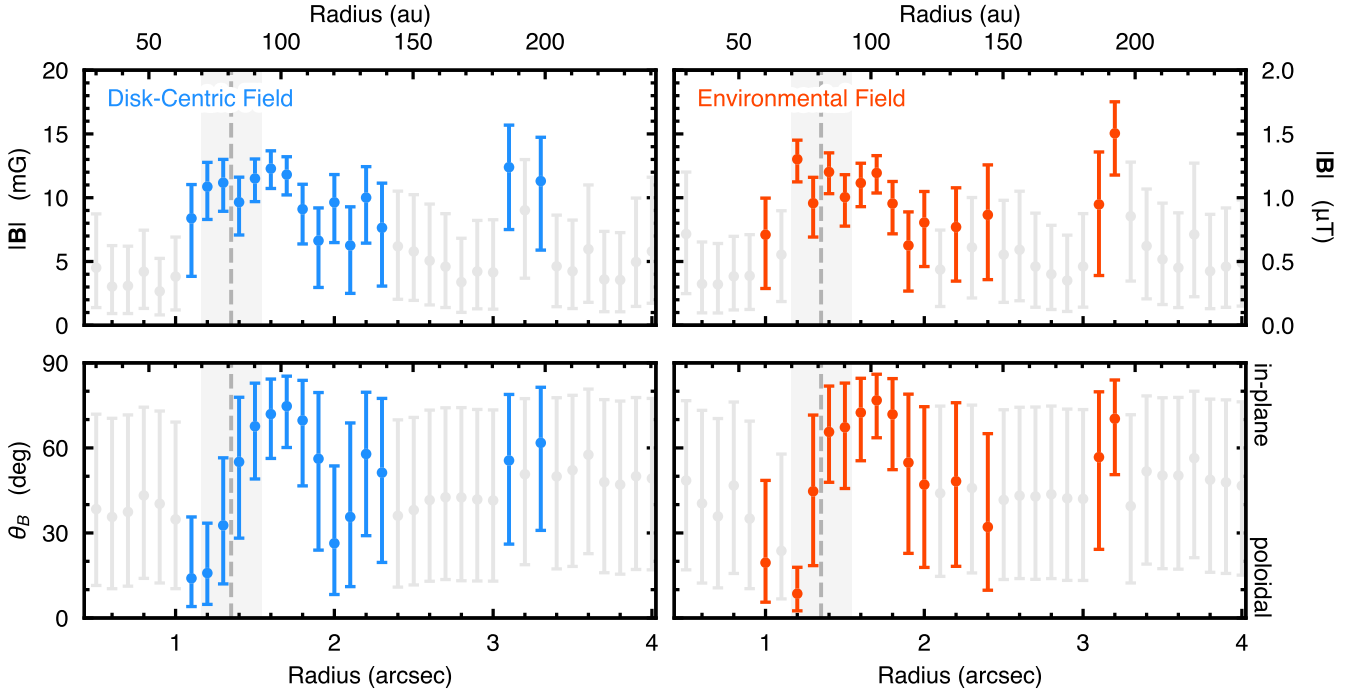 Radius (au)
Radius (au)
50 100 150 200
50 100 150 200
20
15
10
5
0
|B| (mG)
Disk-Centric Field
Environmental Field
2.0
1.5
1.0
0.5
0.0
|B| (μT)
90
60
30
0
θB (deg)
in-plane
poloidal
1 2 3 4
1 2 3 4
Radius (arcsec)
Radius (arcsec)